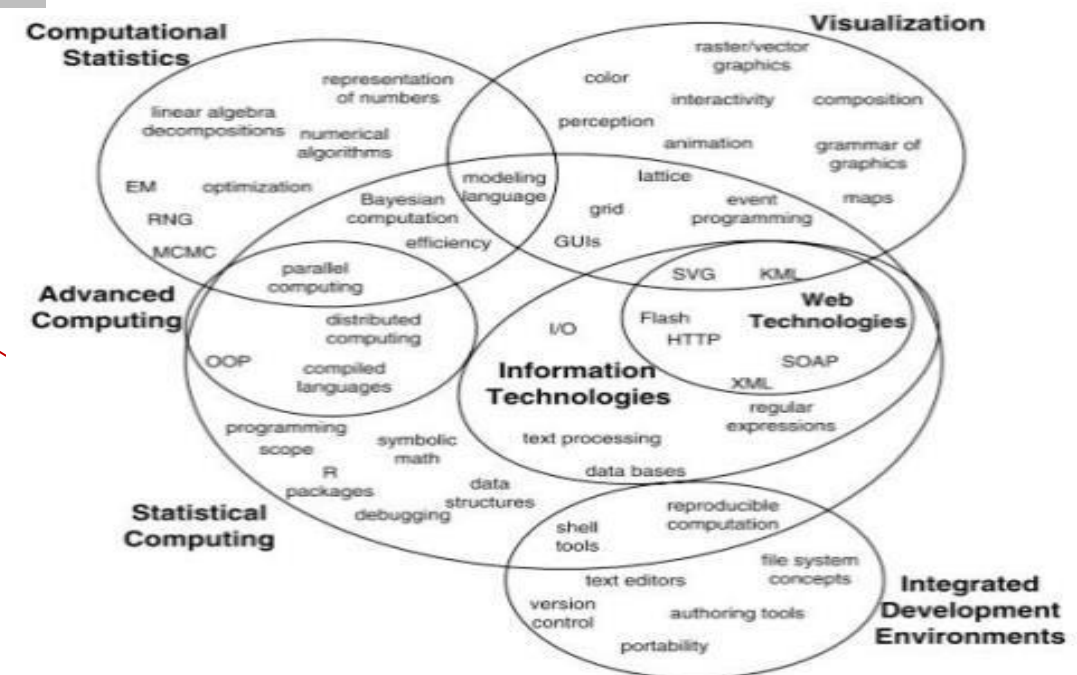 Computational
Statistics
Visualization
raster/vector
graphics
color
representation
of numbers
interactivity
composition
linear algebra
decompositions
perception
numerical
algorithms
animation
grammar of
graphics
modeling
language
lattice
EM
optimization
Bayesian
computation
event
programming
maps
RNG
grid
efficiency
GUIs
MCMC
parallel
computing
SVG
KML
Advanced
Computing
Web
Technologies
distributed
computing
I/O
Flash
HTTP
OOP
compiled
languages
Information
Technologies
SOAP
XML
regular
expressions
programming
scope
symbolic
math
text processing
R
packages
data
structures
data bases
debugging
Statistical
Computing
reproducible
computation
shell
tools
file system
concepts
text editors
Integrated
Development
Environments
version
control
authoring tools
portability